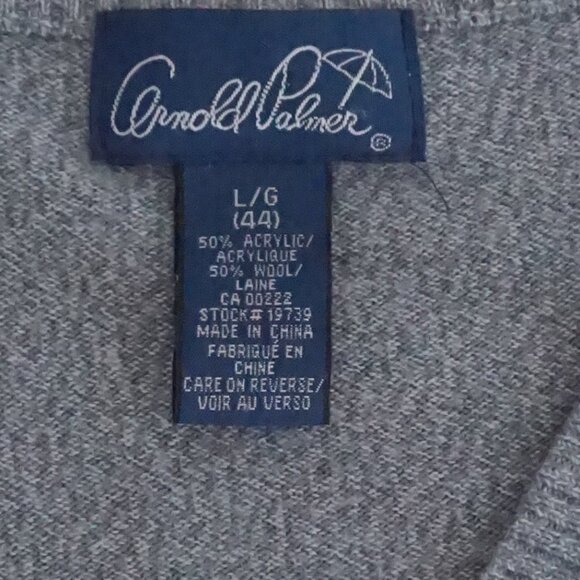 Arnold Palmer ®
L/G
(44)
50% ACRYLIC/
ACRYLIQUE
50% WOOL/
LAINE
CA 00222
STOCK# 19739
MADE IN CHINA
FABRIQUÉ EN
CHINE
CARE ON REVERSE/
VOIR AU VERSO